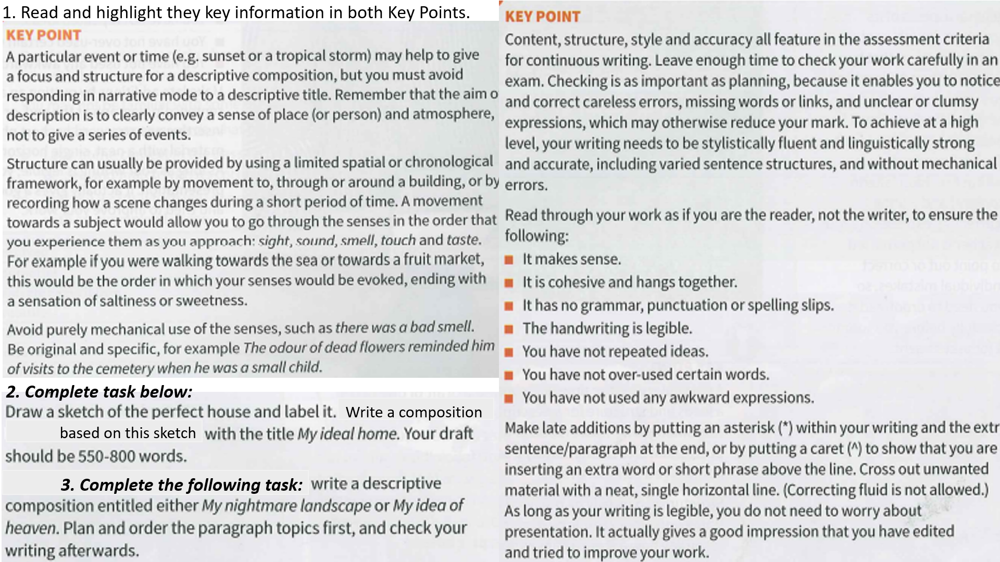 1. Read and highlight they key information in both Key Points.
KEY POINT
A particular event or time (e.g. sunset or a tropical storm) may help to give
a focus and structure for a descriptive composition, but you must avoid
responding in narrative mode to a descriptive title. Remember that the aim o
description is to clearly convey a sense of place (or person) and atmosphere,
not to give a series of events.
Structure can usually be provided by using a limited spatial or chronological
framework, for example by movement to, through or around a building, or by
recording how a scene changes during a short period of time. A movement
towards a subject would allow you to go through the senses in the order that
you experience them as you approach: sight, sound, smell, touch and taste.
For example if you were walking towards the sea or towards a fruit market,
this would be the order in which your senses would be evoked, ending with
a sensation of saltiness or sweetness.
Avoid purely mechanical use of the senses, such as there was a bad smell.
Be original and specific, for example The odour of dead flowers reminded him
of visits to the cemetery when he was a small child.
2. Complete task below:
Draw a sketch of the perfect house and label it. Write a composition
based on this sketch with the title My ideal home. Your draft
should be 550-800 words.
3. Complete the following task: write a descriptive
composition entitled either My nightmare landscape or My idea of
heaven. Plan and order the paragraph topics first, and check your
writing afterwards.
KEY POINT
Content, structure, style and accuracy all feature in the assessment criteria
for continuous writing. Leave enough time to check your work carefully in an
exam. Checking is as important as planning, because it enables you to notice
and correct careless errors, missing words or links, and unclear or clumsy
expressions, which may otherwise reduce your mark. To achieve at a high
level, your writing needs to be stylistically fluent and linguistically strong
and accurate, including varied sentence structures, and without mechanical
errors.
Read through your work as if you are the reader, not the writer, to ensure the
following:
■ It makes sense.
■ It is cohesive and hangs together.
■ It has no grammar, punctuation or spelling slips.
■ The handwriting is legible.
■ You have not repeated ideas.
■ You have not over-used certain words.
■ You have not used any awkward expressions.
Make late additions by putting an asterisk (*) within your writing and the extr
sentence/paragraph at the end, or by putting a caret (^) to show that you are
inserting an extra word or short phrase above the line. Cross out unwanted
material with a neat, single horizontal line. (Correcting fluid is not allowed.)
As long as your writing is legible, you do not need to worry about
presentation. It actually gives a good impression that you have edited
and tried to improve your work.